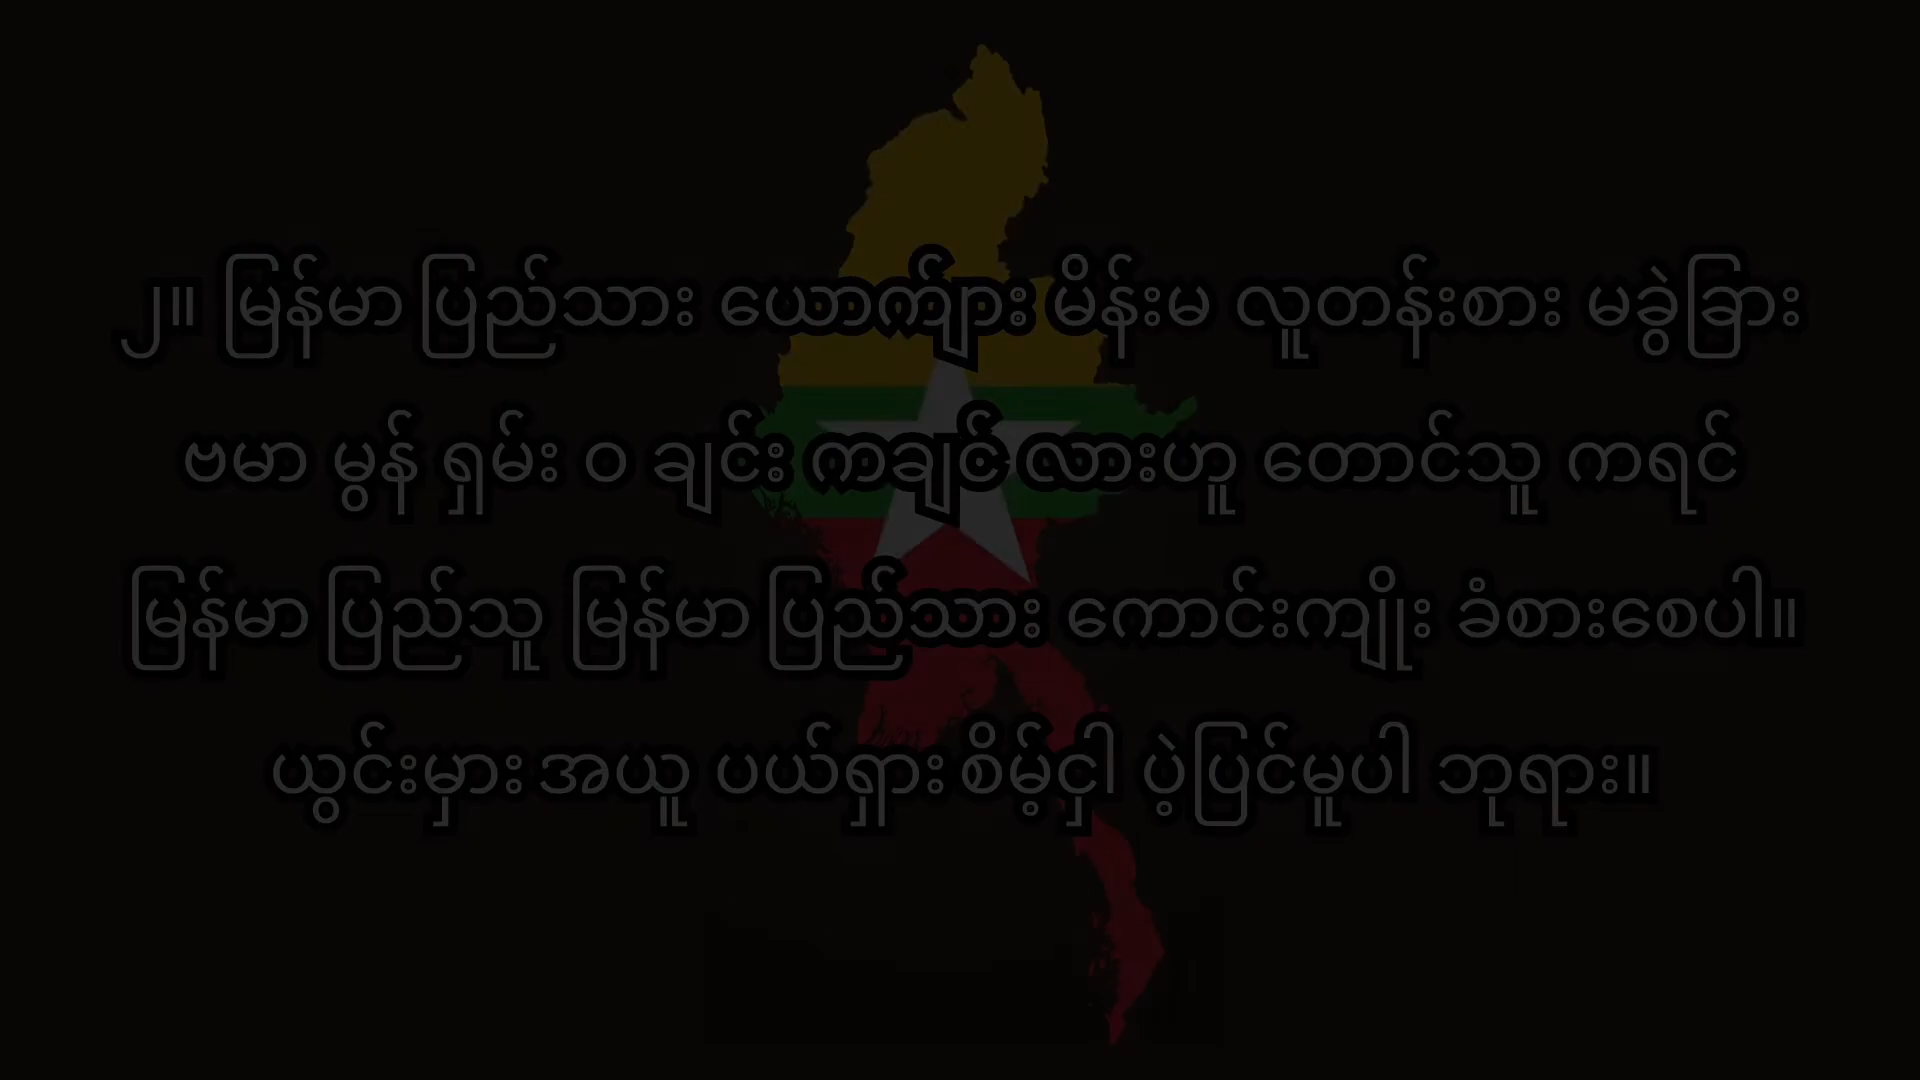 ၂။ မြန်မာ ပြည်သား ယောက်ျား မိန်းမ လူတန်းစား မခွဲခြား
ဗမာ မွန် ရှမ်း ဝ ချင်း ကချင် လားဟူ တောင်သူ ကရင်
မြန်မာ ပြည်သူ မြန်မာ ပြည်သား ကောင်းကျိုး ခံစားစေပါ။
ယွင်းမှားအယူ ပယ်ရှားစိမ့်ငှါ ပဲ့ပြင်မူပါ ဘုရား။